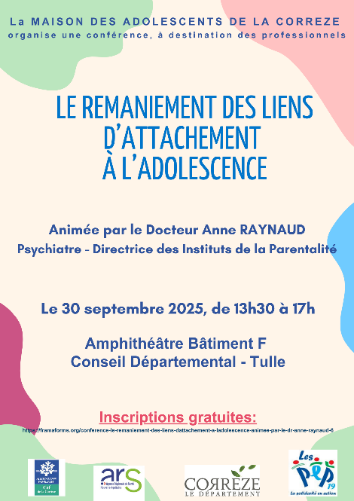 La MAISON DES ADOLESCENTS DE LA CORREZE
organise une conférence, à destination des professionnels
LE REMANIEMENT DES LIENS
D'ATTACHEMENT
À L'ADOLESCENCE
Animée par le Docteur Anne RAYNAUD
Psychiatre - Directrice des Instituts de la Parentalité
Le 30 septembre 2025, de 13h30 à 17h
Amphithéâtre Bâtiment F
Conseil Départemental - Tulle
Inscriptions gratuites:
https://framaforms.org/conference-le-remaniement-des-liens-dattachement-a-ladolescence-animee-par-le-dr-anne-raynaud-0
ars
CORRÈZE
LE DÉPARTEMENT
Les
PEP
19
La solidarité en action